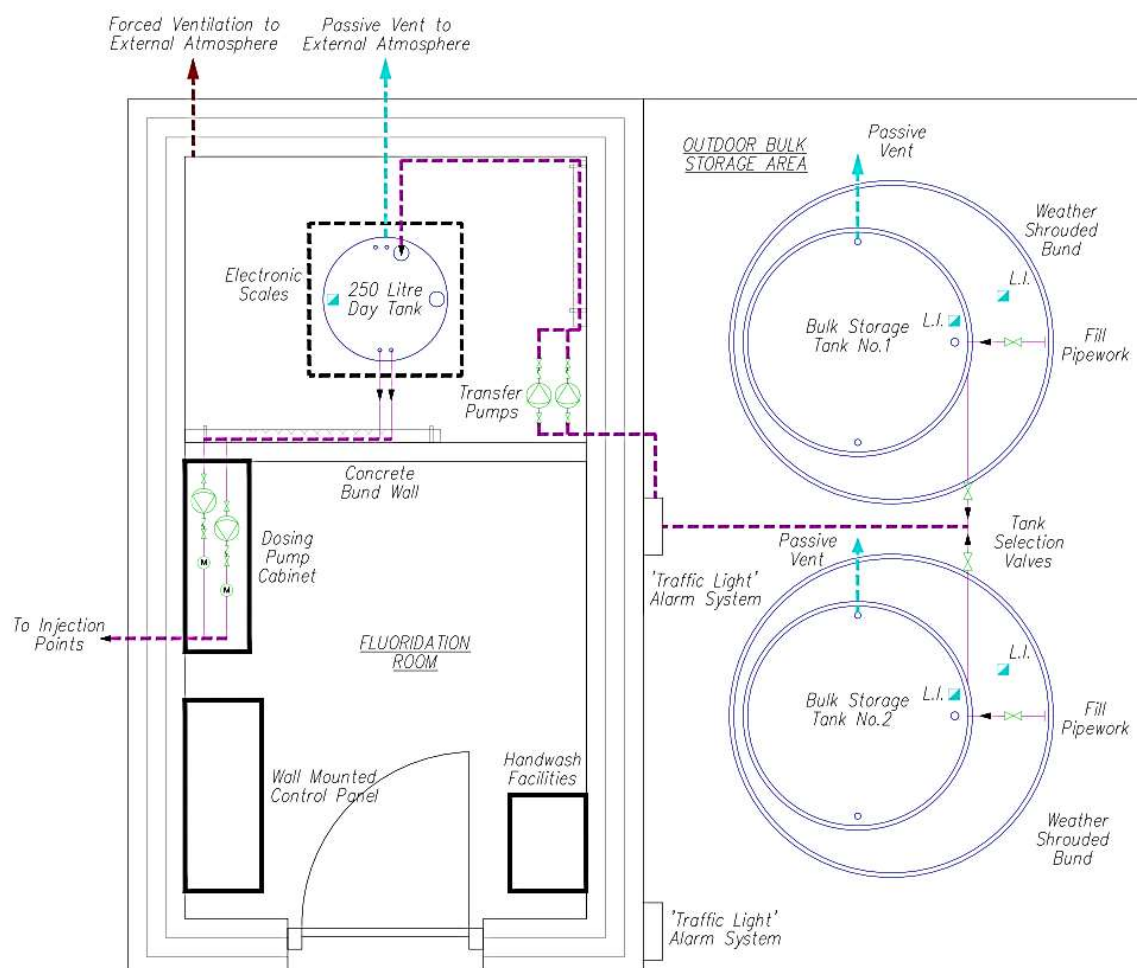 Forced Ventilation to
External Atmosphere
Passive Vent to
External Atmosphere
OUTDOOR BULK
STORAGE AREA
Passive
Vent
Weather
Shrouded
Bund
Electronic
Scales
250 Litre
Day Tank
L.I.
L.I.
Bulk Storage
Tank No.1
Fill
Pipework
Transfer
Pumps
Concrete
Bund Wall
Dosing
Pump
Cabinet
M
M
To Injection
Points
Passive
Vent
Tank
Selection
Valves
'Traffic Light'
Alarm System
FLUORIDATION
ROOM
L.I.
L.I.
Bulk Storage
Tank No.2
Fill
Pipework
Wall Mounted
Control Panel
Handwash
Facilities
Weather
Shrouded
Bund
'Traffic Light'
Alarm System